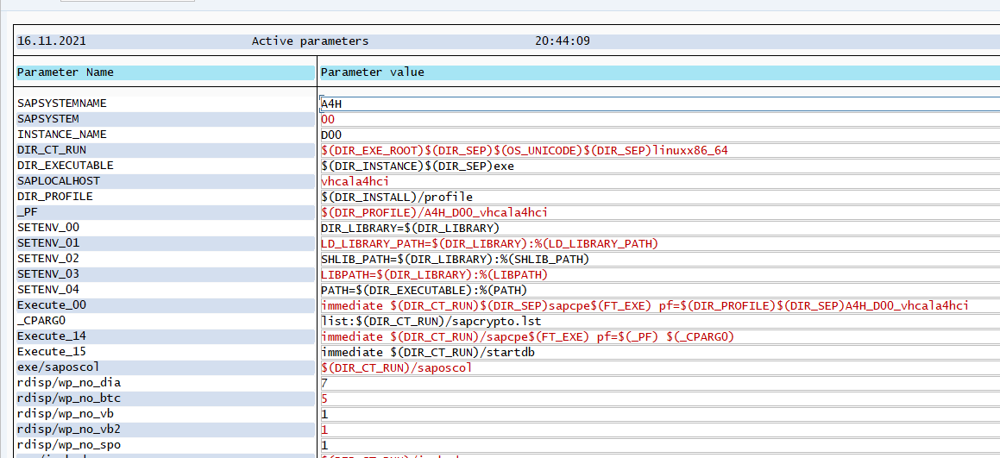 16.11.2021 Active parameters 20:44:09
Parameter Name Parameter value
SAPSYSTEMNAME A4H
SAPSYSTEM 00
INSTANCE_NAME D00
DIR_CT_RUN $(DIR_EXE_ROOT)$(DIR_SEP)$(OS_UNICODE)$(DIR_SEP)linuxx86_64
DIR_EXECUTABLE $(DIR_INSTANCE)$(DIR_SEP)exe
SAPLOCALHOST vhcala4hci
DIR_PROFILE $(DIR_INSTALL)/profile
_PF $(DIR_PROFILE)/A4H_D00_vhcala4hci
SETENV_00 DIR_LIBRARY=$(DIR_LIBRARY)
SETENV_01 LD_LIBRARY_PATH=$(DIR_LIBRARY):%(LD_LIBRARY_PATH)
SETENV_02 SHLIB_PATH=$(DIR_LIBRARY):%(SHLIB_PATH)
SETENV_03 LIBPATH=$(DIR_LIBRARY):%(LIBPATH)
SETENV_04 PATH=$(DIR_EXECUTABLE):%(PATH)
Execute_00 immediate $(DIR_CT_RUN)$(DIR_SEP)sapcpe$(FT_EXE) pf=$(DIR_PROFILE)$(DIR_SEP)A4H_D00_vhcala4hci
_CPARG0 list:$(DIR_CT_RUN)/sapcrypto.lst
Execute_14 immediate $(DIR_CT_RUN)/sapcpe$(FT_EXE) pf=$(_PF) $(_CPARG0)
Execute_15 immediate $(DIR_CT_RUN)/startdb
exe/saposcol $(DIR_CT_RUN)/saposcol
rdisp/wp_no_dia 7
rdisp/wp_no_btc 5
rdisp/wp_no_vb 1
rdisp/wp_no_vb2 1
rdisp/wp_no_spo 1